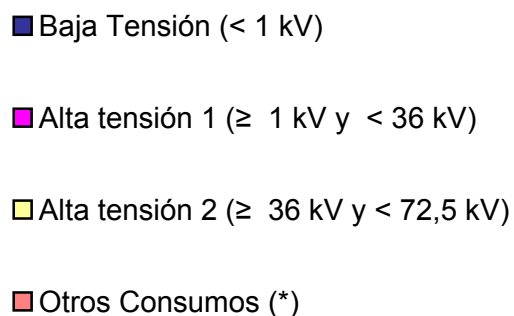 Baja Tensión (< 1 kV)
Alta tensión 1 (≥ 1 kV y < 36 kV)
Alta tensión 2 (≥ 36 kV y < 72,5 kV)
Otros Consumos (*)